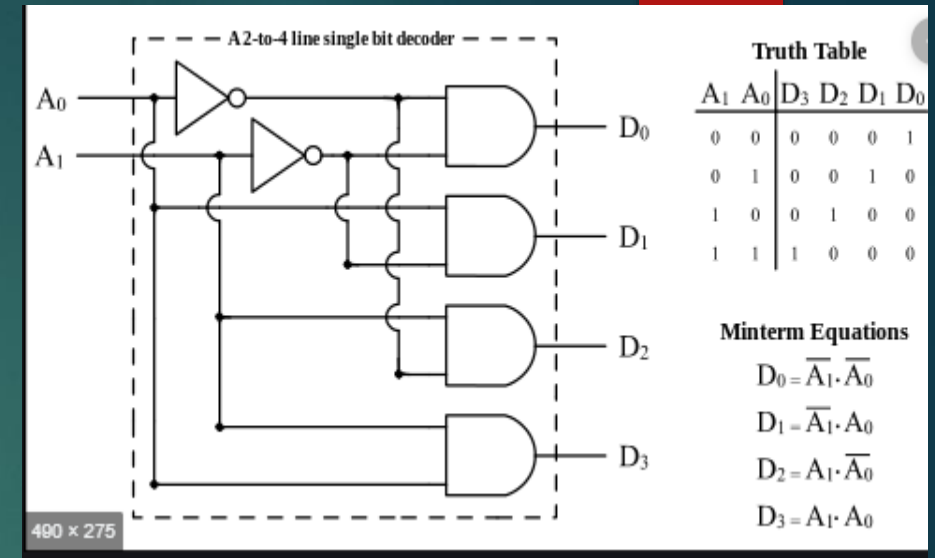 A 2-to-4 line single bit decoder
A0
A1
D0
D1
D2
D3
Truth Table
A1 A0 D3 D2 D1 D0
0 0 0 0 0 1
0 1 0 0 1 0
1 0 0 1 0 0
1 1 1 0 0 0
Minterm Equations
D0 = A̅1· A̅0
D1 = A̅1· A0
D2 = A1· A̅0
D3 = A1· A0
490 × 275